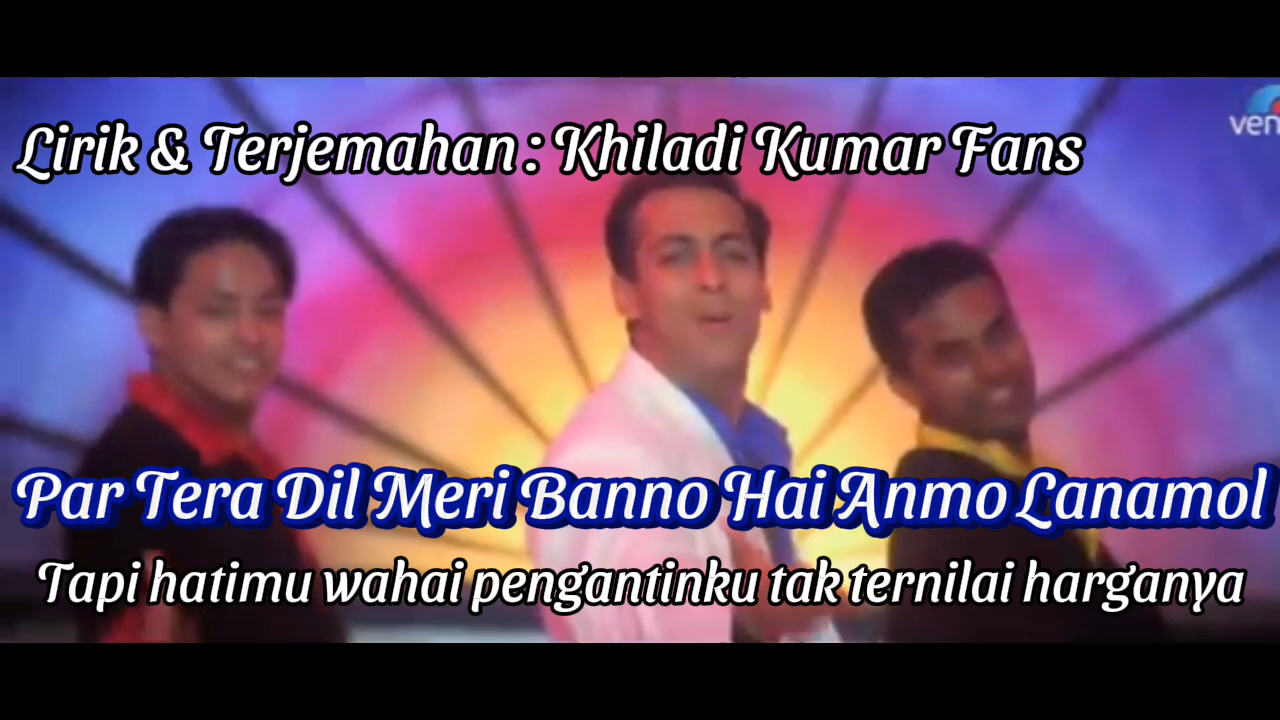 Lirik & Terjemahan : Khiladi Kumar Fans
ven
Par Tera Dil Meri Banno Hai Anmo Lanamol
Tapi hatimu wahai pengantinku tak ternilai harganya